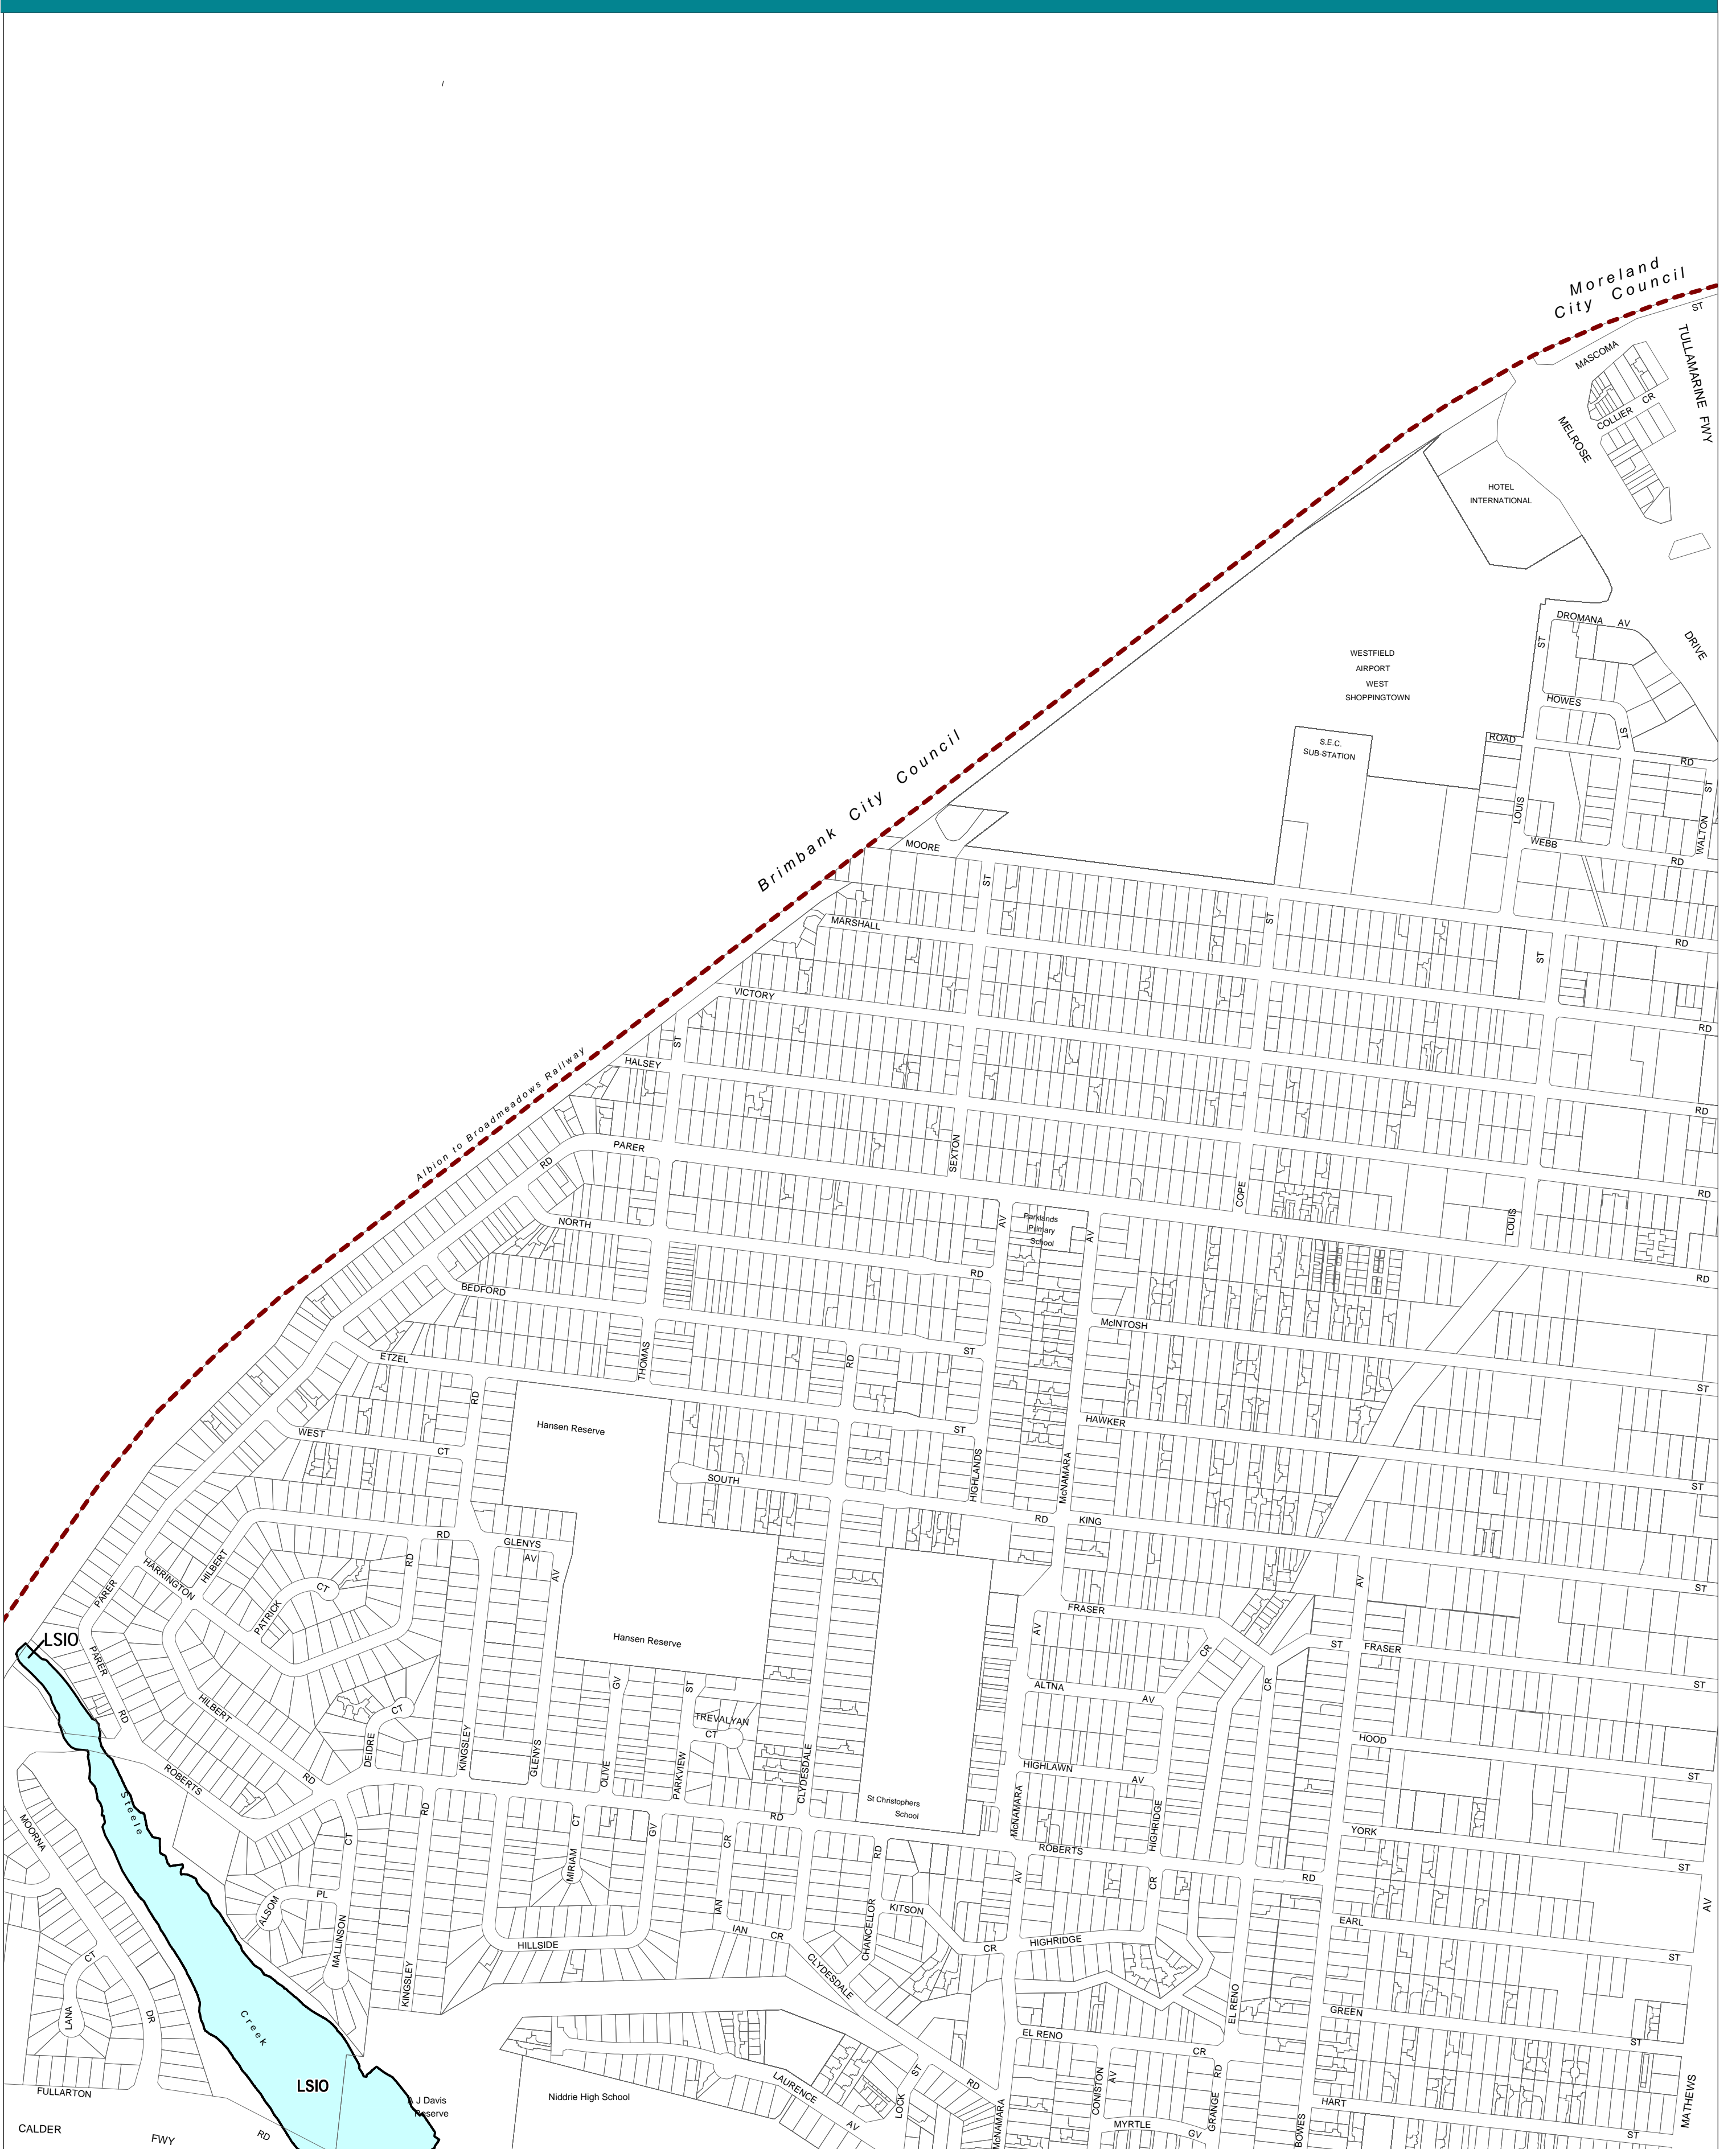 Moreland
City Council
ST
TULLAMARINE FWY
MASCOMA
COLLIER CR
MELROSE
HOTEL
INTERNATIONAL
DROMANA AV
ST
DRIVE
WESTFIELD
AIRPORT
WEST
SHOPPINGTOWN
HOWES
ST
ROAD
S.E.C.
SUB-STATION
RD
ST
LOUIS
WALTON
WEBB
RD
Brimbank City Council
MOORE
ST
ST
MARSHALL
RD
ST
VICTORY
RD
ST
HALSEY
Albion to Broadmeadows Railway
RD
PARER
RD
SEXTON
COPE
RD
NORTH
AV
Parklands
Primary
School
AV
LOUIS
RD
RD
BEDFORD
McINTOSH
THOMAS
RD
ST
ETZEL
ST
RD
Hansen Reserve
HAWKER
WEST
CT
ST
SOUTH
HIGHLANDS
McNAMARA
ST
RD
KING
RD
GLENYS
AV
HARRINGTON
HILBERT
RD
AV
CT
AV
ST
PARER
PATRICK
FRASER
LSIO
Hansen Reserve
AV
CR
ST
FRASER
PARER
RD
GV
ST
ALTNA
AV
CR
ST
HILBERT
CT
TREVALYAN
CT
DEIDRE
KINGSLEY
GLENYS
OLIVE
PARKVIEW
CLYDESDALE
HOOD
ROBERTS
RD
HIGHLAWN
AV
ST
Steele
RD
St Christophers
School
McNAMARA
HIGHRIDGE
MOORNA
CT
MIRIAM
CT
GV
CR
RD
RD
ROBERTS
YORK
ST
PL
ALSOM
MALLINSON
AV
CR
RD
AV
IAN
CHANCELLOR
KITSON
EARL
HILLSIDE
IAN CR
CR
HIGHRIDGE
ST
CT
CLYDESDALE
KINGSLEY
LANA
DR
Creek
EL RENO
GREEN
EL RENO
CR
ST
LSIO
ST
RD
CONISTON
AV
GRANGE
RD
FULLARTON
A J Davis
Reserve
Niddrie High School
LAURENCE
AV
LOCK
McNAMARA
HART
MATHEWS
CALDER
FWY
RD
MYRTLE
GV
BOWES
ST